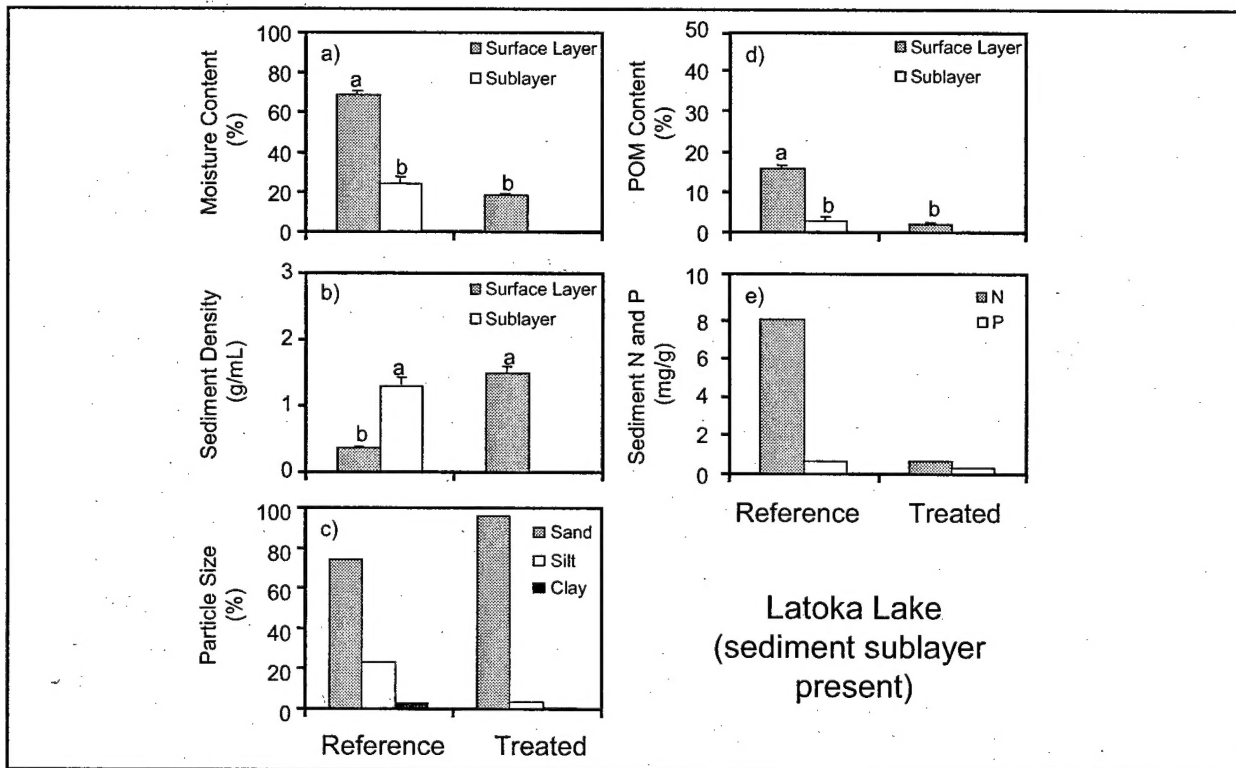 a)
Surface Layer
Sublayer
Moisture Content
(%)
100
80
60
40
20
0
a
b
b
d)
Surface Layer
Sublayer
POM Content
(%)
50
40
30
20
10
0
a
b
b
b)
Surface Layer
Sublayer
Sediment Density
(g/mL)
3
2
1
0
b
a
a
e)
N
P
Sediment N and P
(mg/g)
10
8
6
4
2
0
Reference Treated
c)
Sand
Silt
Clay
Particle Size
(%)
100
80
60
40
20
0
Reference Treated
Latoka Lake
(sediment sublayer
present)